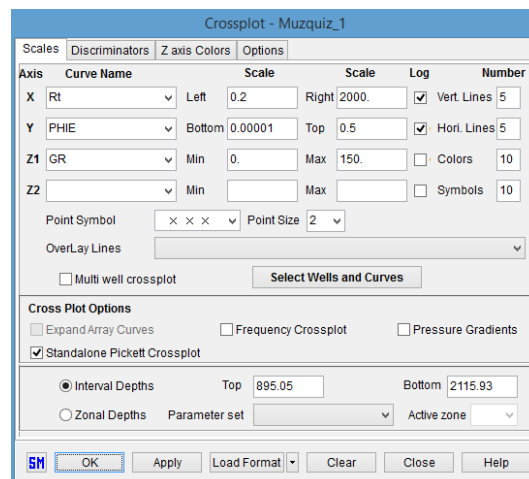 Crossplot - Muzquiz_1
Scales Discriminators Z axis Colors Options
Axis Curve Name Scale Scale Log Number
X Rt Left 0.2 Right 2000. Vert. Lines 5
Y PHIE Bottom 0.00001 Top 0.5 Hori. Lines 5
Z1 GR Min 0. Max 150. Colors 10
Z2 Min Max Symbols 10
Point Symbol × × × Point Size 2
OverLay Lines
Multi well crossplot Select Wells and Curves
Cross Plot Options
Expand Array Curves Frequency Crossplot Pressure Gradients
Standalone Pickett Crossplot
Interval Depths Top 895.05 Bottom 2115.93
Zonal Depths Parameter set Active zone
SM OK Apply Load Format Clear Close Help